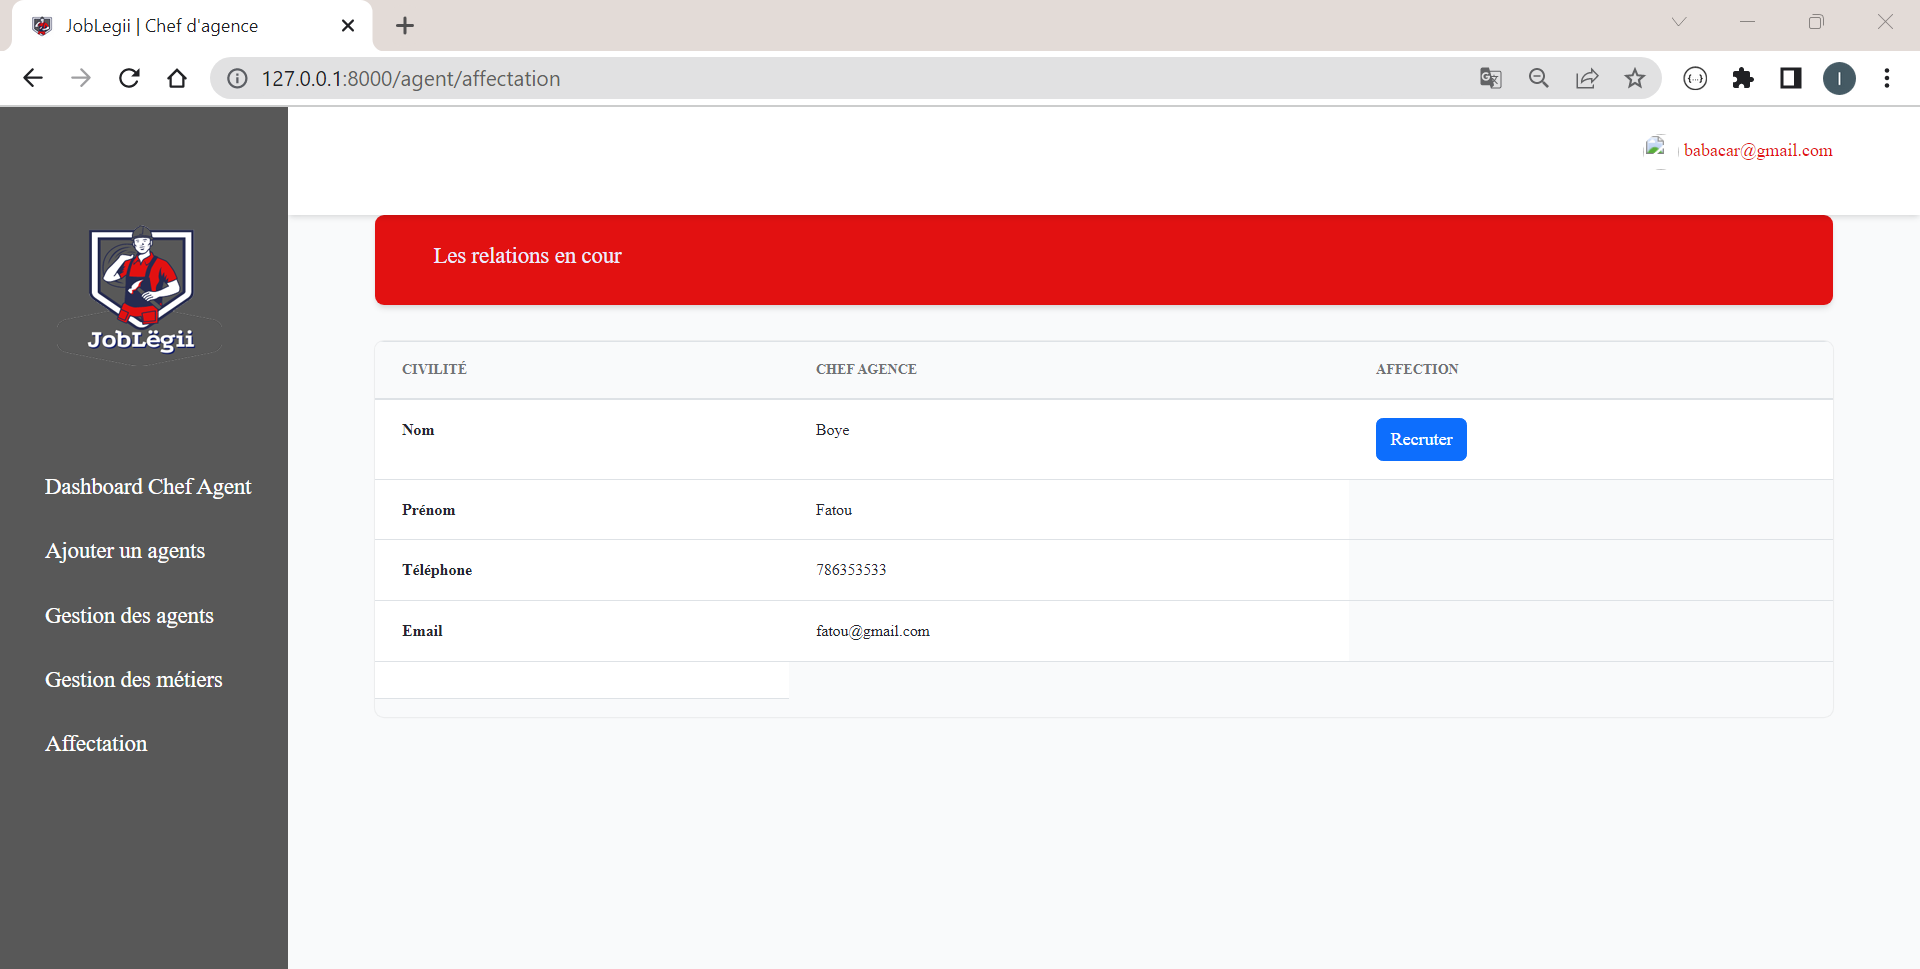 JobLegii | Chef d'agence
127.0.0.1:8000/agent/affectation
I
babacar@gmail.com
JobLëgii
Dashboard Chef Agent
Ajouter un agents
Gestion des agents
Gestion des métiers
Affectation
Les relations en cour
CIVILITÉ CHEF AGENCE AFFECTION
Nom Boye Recruter
Prénom Fatou
Téléphone 786353533
Email fatou@gmail.com